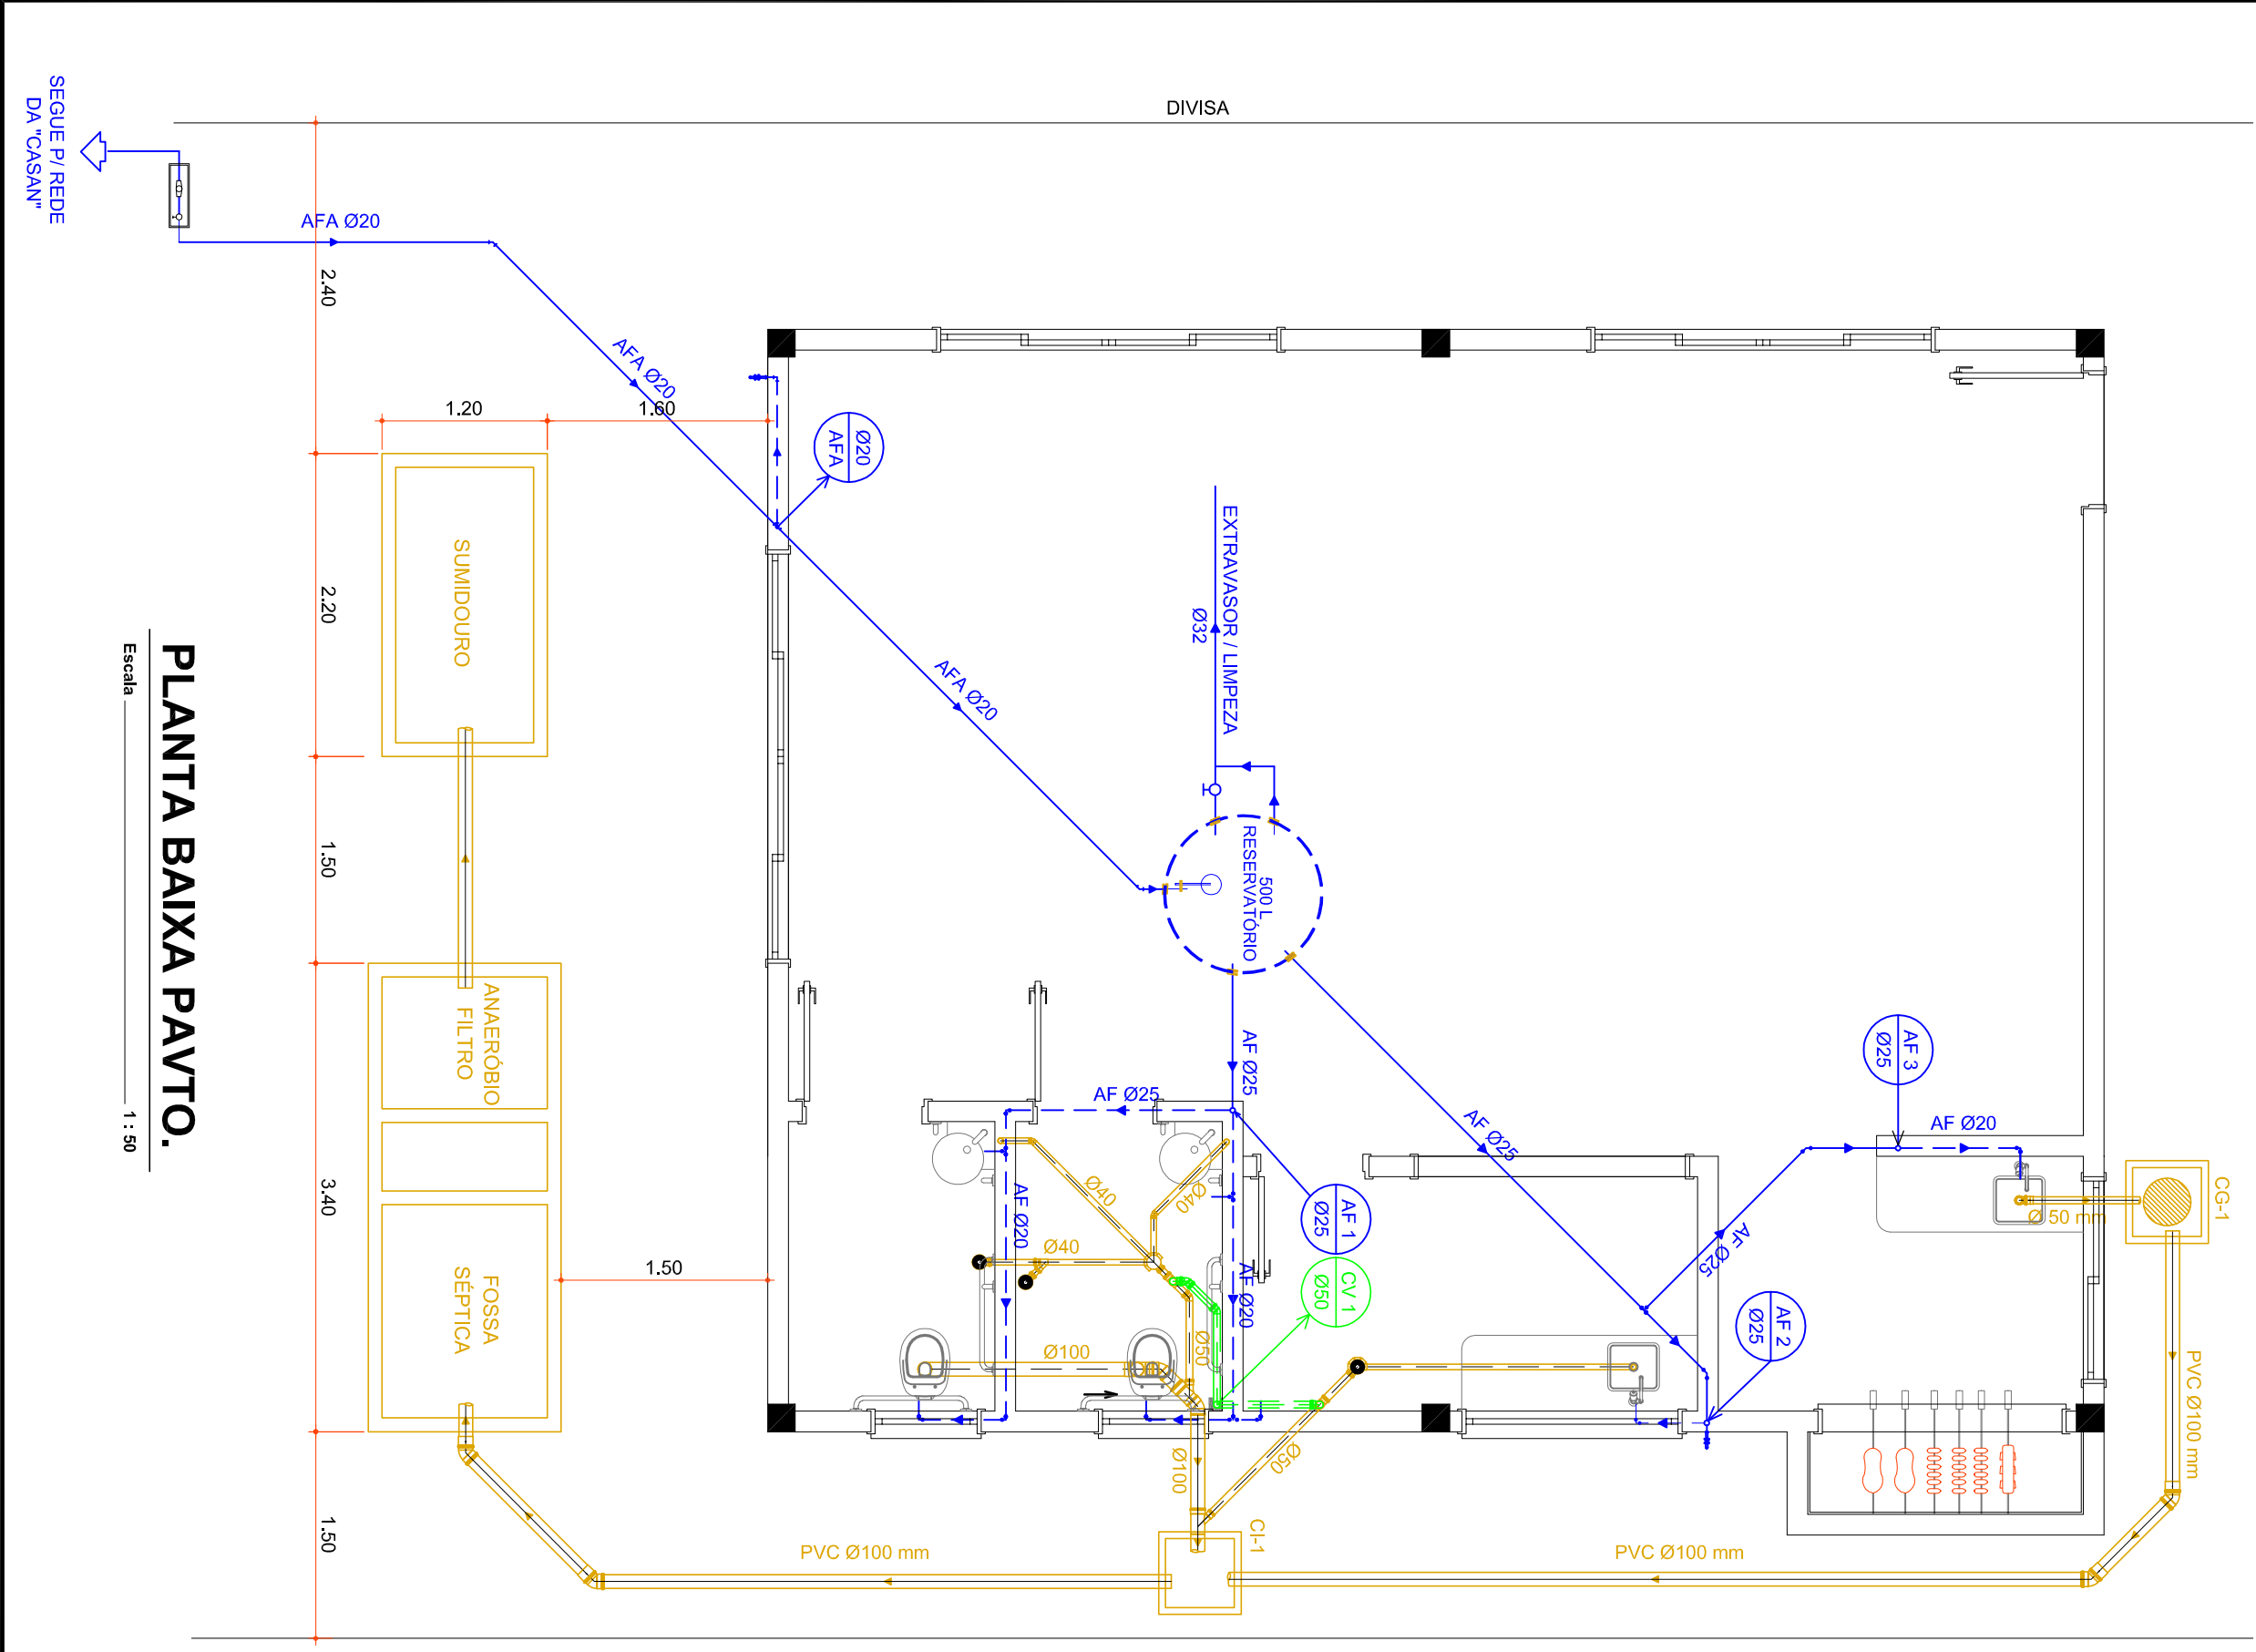 DIVISA
SEGUE P/ REDE
DA "CASAN"
AFA Ø20
2.40
AFA Ø20
1.20
1.60
Ø20
AFA
SUMIDOURO
2.20
EXTRAVASOR / LIMPEZA
Ø32
AFA Ø20
PLANTA BAIXA PAVTO.
Escala
1 : 50
1.50
500 L
RESERVATÓRIO
ANAERÓBIO
FILTRO
AF Ø25
AF Ø25
AF Ø25
AF 3
Ø25
AF Ø20
CG-1
Ø 50 mm
3.40
AF Ø20
Ø40
Ø40
Ø40
AF 1
Ø25
CV 1
Ø50
AF Ø20
AF Ø25
AF 2
Ø25
1.50
FOSSA
SÉPTICA
Ø100
Ø50
PVC Ø100 mm
Ø100
Ø50
1.50
CI-1
PVC Ø100 mm
PVC Ø100 mm